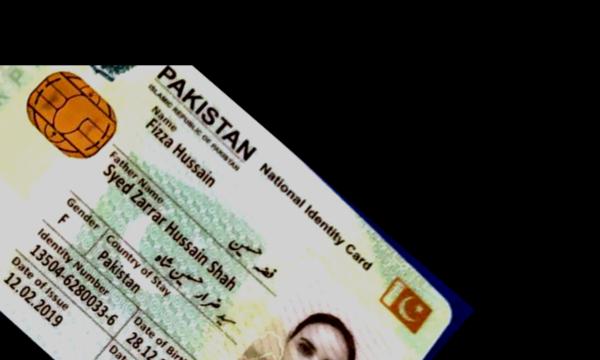 PAKISTAN National Identity Card
ISLAMIC REPUBLIC OF PAKISTAN
Name
Fizza Hussain
فضہ حسین
Father Name
Syed Zarrar Hussain Shah
سید ضرار حسین شاہ
Gender
F
Country of Stay
Pakistan
Identity Number
13504-6280033-6
Date of Birth
28.12
Date of Issue
12.02.2019